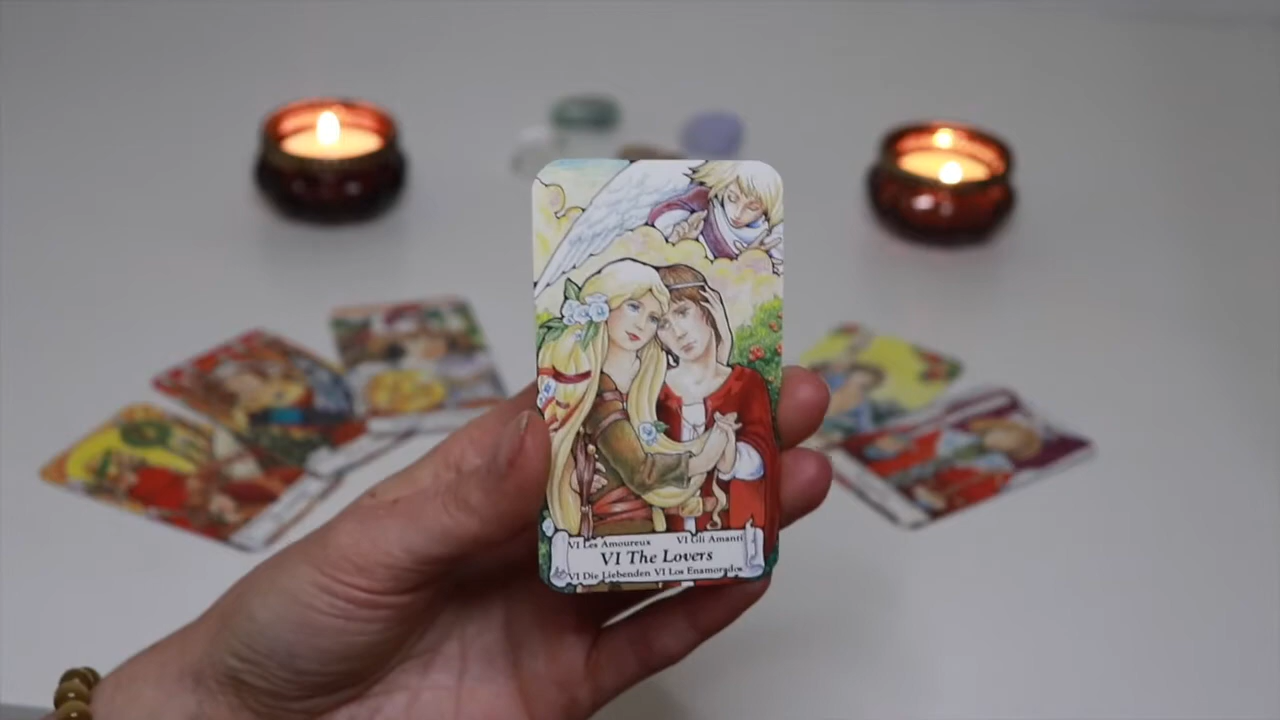 VI Les Amoureux VI Gli Amanti
VI The Lovers
VI Die Liebenden VI Los Enamorados